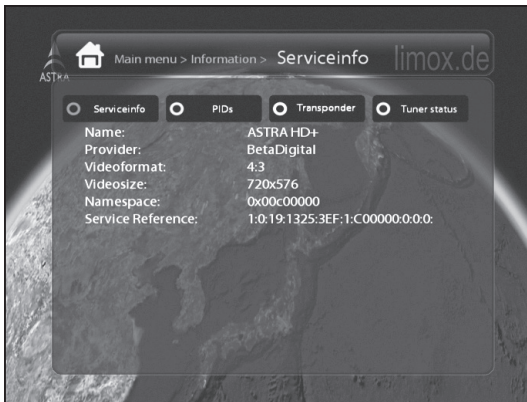 Main menu > Information > Serviceinfo
limox.de
ASTRA
Serviceinfo PIDs Transponder Tuner status
Name: ASTRA HD+
Provider: BetaDigital
Videoformat: 4:3
Videosize: 720x576
Namespace: 0x00c00000
Service Reference: 1:0:19:1325:3EF:1:C00000:0:0:0: